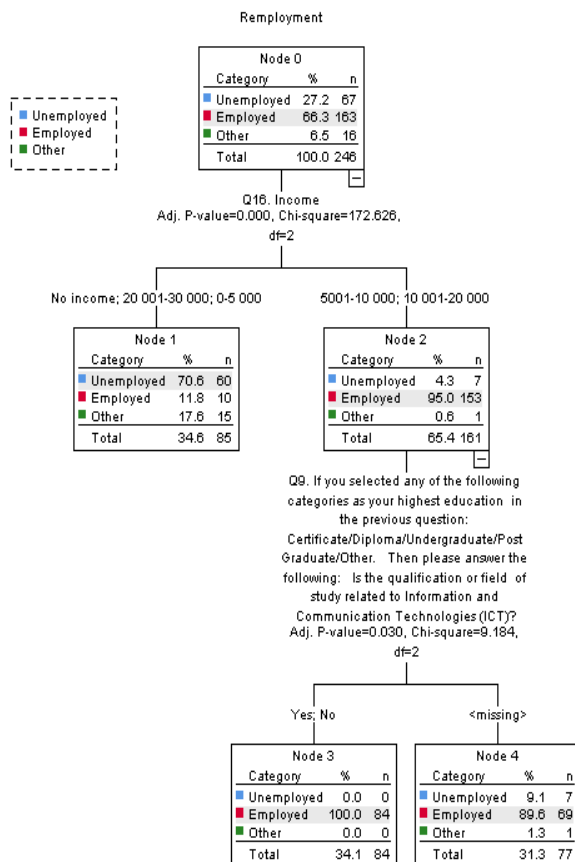 Remployment
Unemployed
Employed
Other
Node 0
Category % n
Unemployed 27.2 67
Employed 66.3 163
Other 6.5 16
Total 100.0 246
Q16. Income
Adj. P-value=0.000, Chi-square=172.626,
df=2
No income; 20 001-30 000; 0-5 000
5001-10 000; 10 001-20 000
Node 1
Category % n
Unemployed 70.6 60
Employed 11.8 10
Other 17.6 15
Total 34.6 85
Node 2
Category % n
Unemployed 4.3 7
Employed 95.0 153
Other 0.6 1
Total 65.4 161
Q9. If you selected any of the following
categories as your highest education in
the previous question:
Certificate/Diploma/Undergraduate/Post
Graduate/Other. Then please answer the
following: Is the qualification or field of
study related to Information and
Communication Technologies (ICT)?
Adj. P-value=0.030, Chi-square=9.184,
df=2
Yes; No
<missing>
Node 3
Category % n
Unemployed 0.0 0
Employed 100.0 84
Other 0.0 0
Total 34.1 84
Node 4
Category % n
Unemployed 9.1 7
Employed 89.6 69
Other 1.3 1
Total 31.3 77